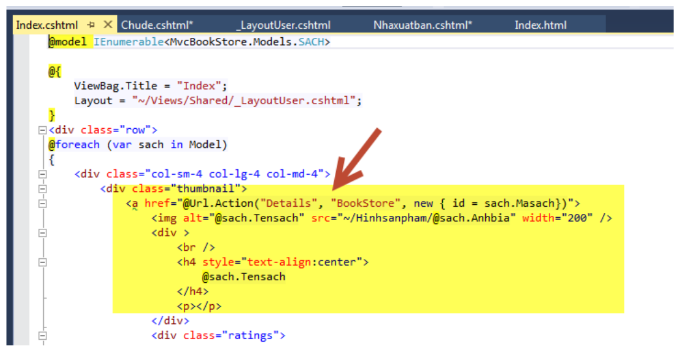 Index.cshtml Chude.cshtml* _LayoutUser.cshtml Nhaxuatban.cshtml* Index.html
@model IEnumerable<MvcBookStore.Models.SACH>
@{
ViewBag.Title = "Index";
Layout = "~/Views/Shared/_LayoutUser.cshtml";
}
<div class="row">
@foreach (var sach in Model)
{
<div class="col-sm-4 col-lg-4 col-md-4">
<div class="thumbnail">
<a href="@Url.Action("Details", "BookStore", new { id = sach.Masach})">
<img alt="@sach.Tensach" src="~/Hinhsanpham/@sach.Anhbia" width="200" />
<div >
<br />
<h4 style="text-align:center">
@sach.Tensach
</h4>
<p></p>
</div>
<div class="ratings">